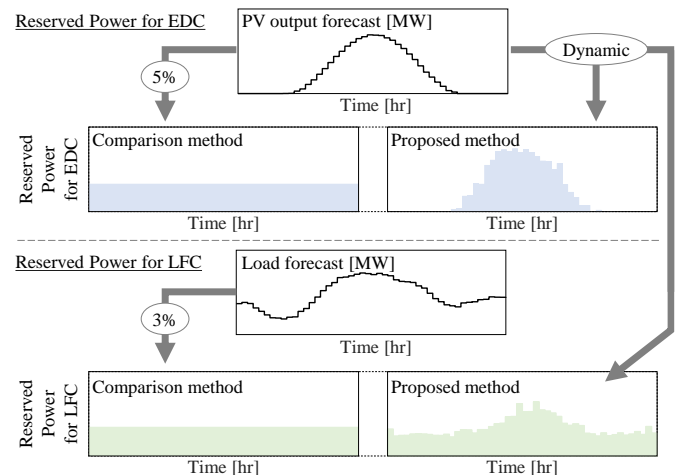 Reserved Power for EDC
PV output forecast [MW]
Dynamic
5%
Time [hr]
Comparison method
Proposed method
Reserved
Power
for EDC
Time [hr]
Time [hr]
Reserved Power for LFC
Load forecast [MW]
3%
Time [hr]
Comparison method
Proposed method
Reserved
Power
for LFC
Time [hr]
Time [hr]